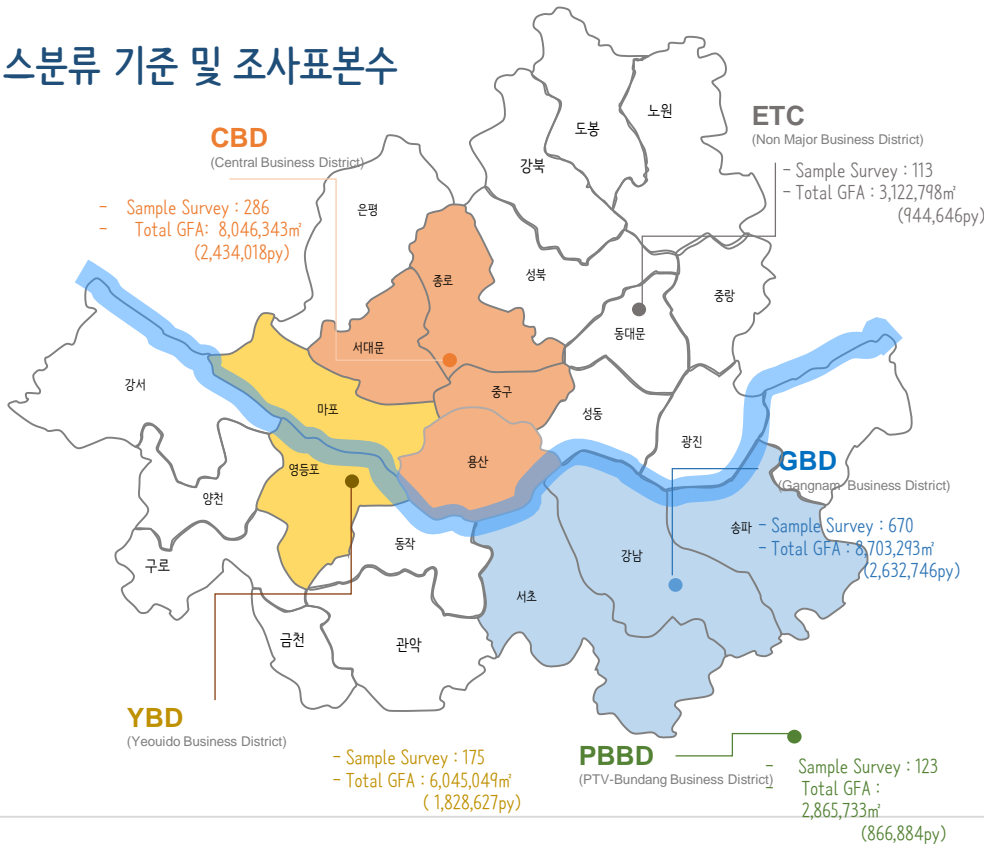 스분류 기준 및 조사표본수
CBD
(Central Business District)
- Sample Survey : 286
- Total GFA: 8,046,343㎡
(2,434,018py)
ETC
(Non Major Business District)
- Sample Survey : 113
- Total GFA : 3,122,798㎡
(944,646py)
노원
도봉
강북
은평
성북
종로
중랑
동대문
서대문
강서
중구
마포
성동
광진
용산
영등포
양천
GBD
(Gangnam Business District)
- Sample Survey : 670
- Total GFA : 8,703,293㎡
(2,632,746py)
송파
동작
강남
구로
서초
금천
관악
YBD
(Yeouido Business District)
- Sample Survey : 175
- Total GFA : 6,045,049㎡
( 1,828,627py)
PBBD
(PTV-Bundang Business District)
- Sample Survey : 123
- Total GFA :
2,865,733㎡
(866,884py)